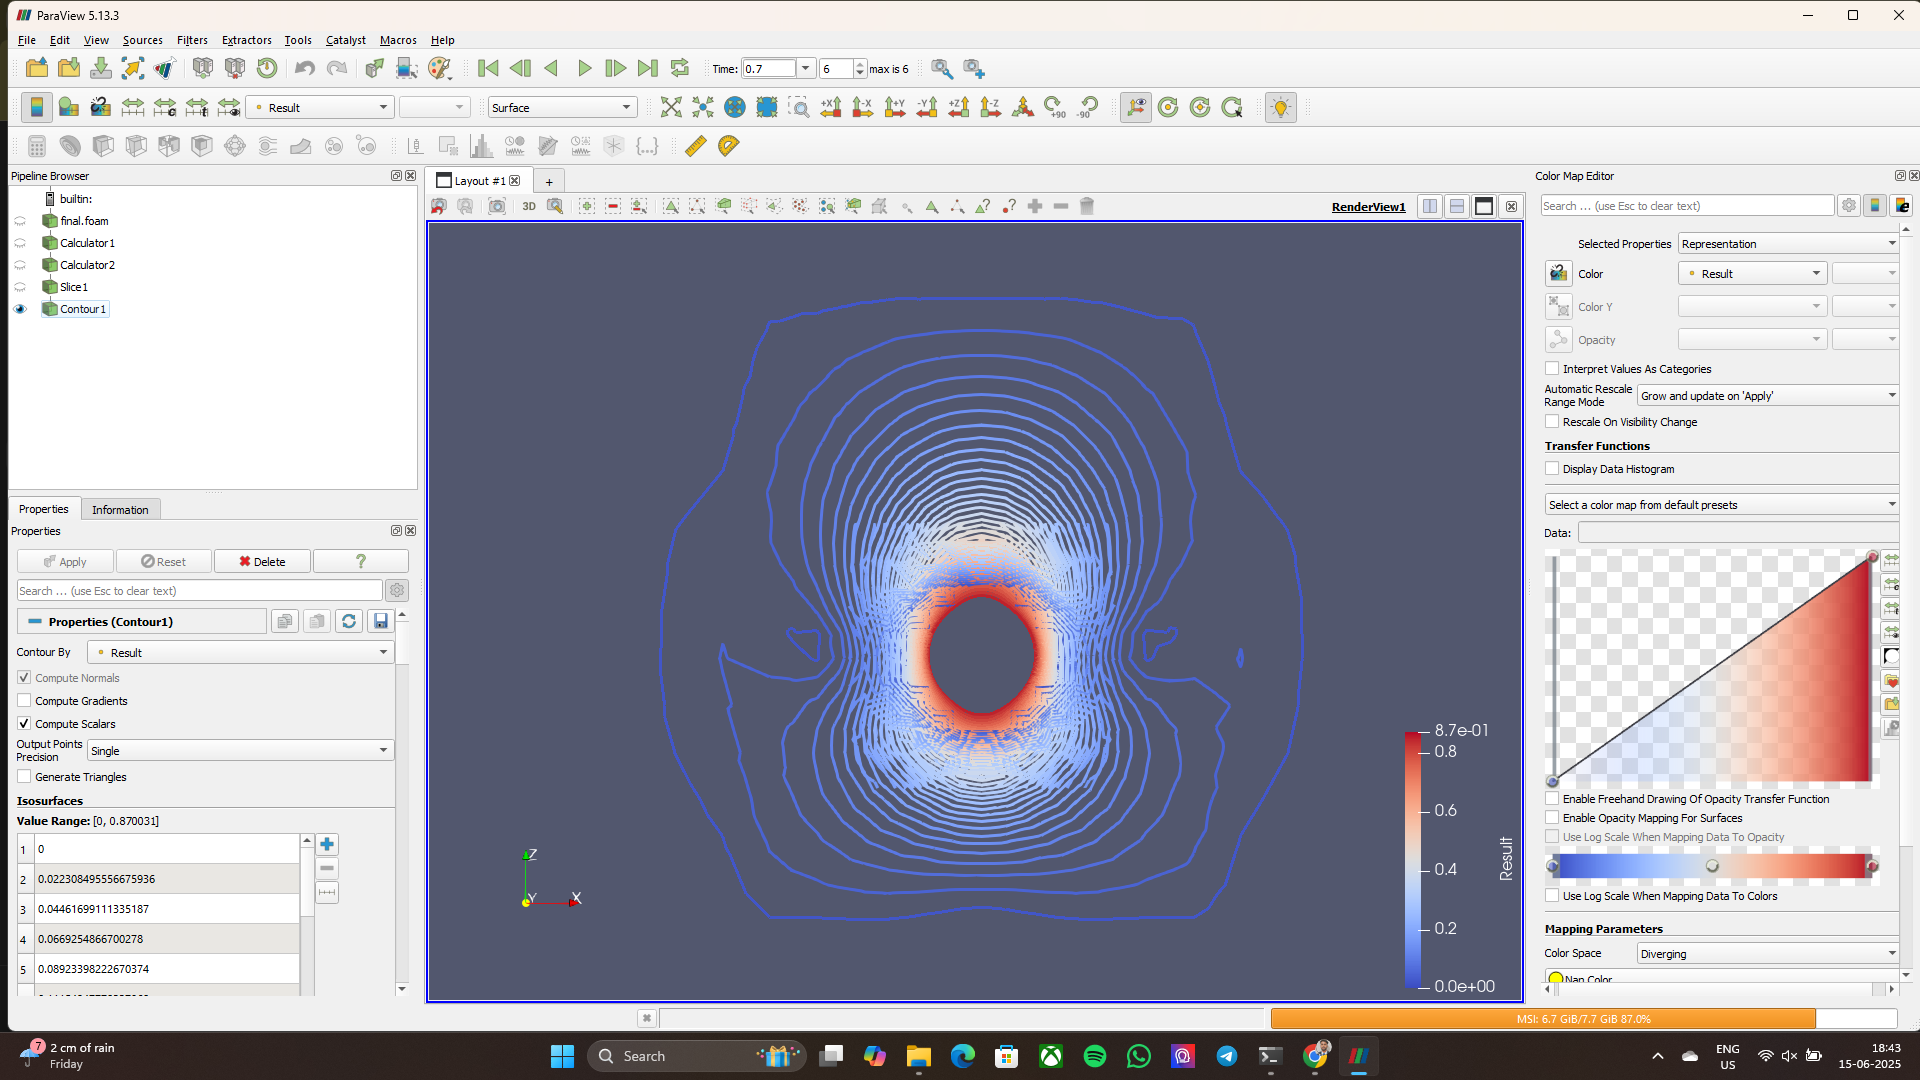 ParaView 5.13.3
File Edit View Sources Filters Extractors Tools Catalyst Macros Help
Time: 0.7 6 max is 6
Result Surface +X -X +Y -Y +Z -Z +90 -90
Pipeline Browser
builtin:
final.foam
Calculator1
Calculator2
Slice1
Contour1
Properties Information
Properties
Apply Reset Delete ?
Search ... (use Esc to clear text)
Properties (Contour1)
Contour By Result
Compute Normals
Compute Gradients
Compute Scalars
Output Points Precision Single
Generate Triangles
Isosurfaces
Value Range: [0, 0.870031]
1 0
2 0.022308495556675936
3 0.04461699111335187
4 0.0669254866700278
5 0.08923398222670374
Layout #1 +
3D RenderView1
8.7e-01
0.8
0.6
0.4
0.2
0.0e+00
Result
Z
Y X
Color Map Editor
Search ... (use Esc to clear text)
Selected Properties Representation
Color Result
Color Y
Opacity
Interpret Values As Categories
Automatic Rescale Range Mode Grow and update on 'Apply'
Rescale On Visibility Change
Transfer Functions
Display Data Histogram
Select a color map from default presets
Data:
Enable Freehand Drawing Of Opacity Transfer Function
Enable Opacity Mapping For Surfaces
Use Log Scale When Mapping Data To Opacity
Use Log Scale When Mapping Data To Colors
Mapping Parameters
Color Space Diverging
Nan Color
MSI: 6.7 GiB/7.7 GiB 87.0%
7 2 cm of rain
Friday
Search
ENG
US
18:43
15-06-2025